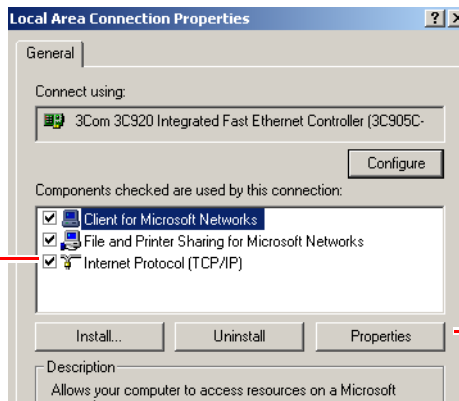 Local Area Connection Properties
General
Connect using:
3Com 3C920 Integrated Fast Ethernet Controller (3C905C-
Configure
Components checked are used by this connection:
Client for Microsoft Networks
File and Printer Sharing for Microsoft Networks
Internet Protocol (TCP/IP)
Install... Uninstall Properties
Description
Allows your computer to access resources on a Microsoft